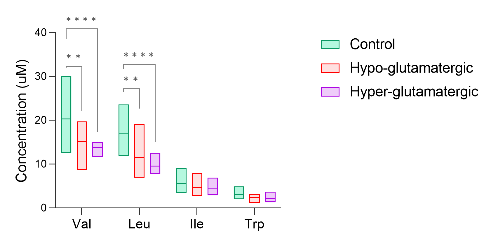 * * * *
* *
* * * *
* *
40
30
20
10
0
Concentration (uM)
Val Leu Ile Trp
Control
Hypo-glutamatergic
Hyper-glutamatergic